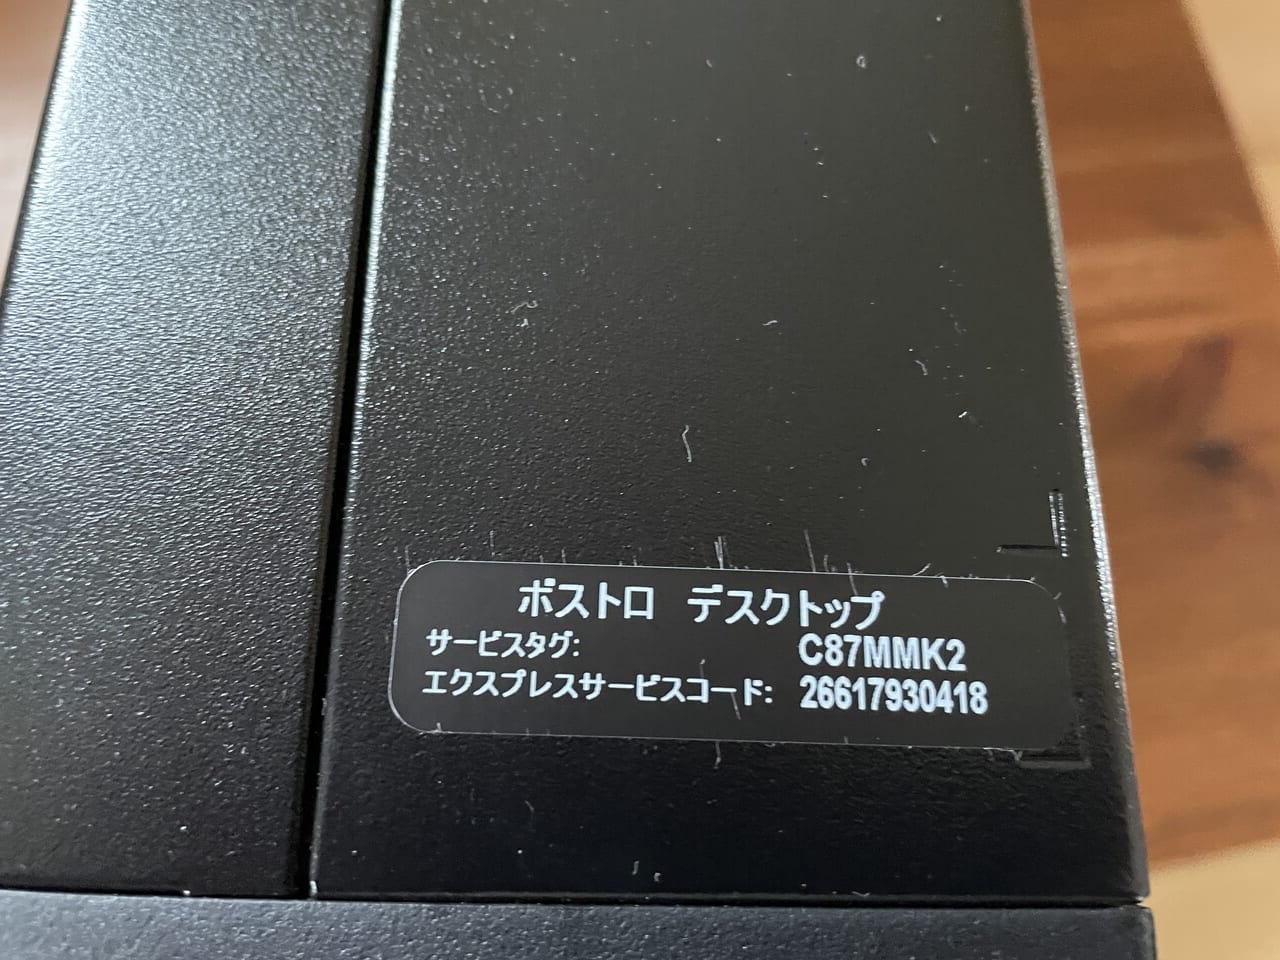 ボストロ デスクトップ
サービスタグ: C87MMK2
エクスプレスサービスコード: 26617930418